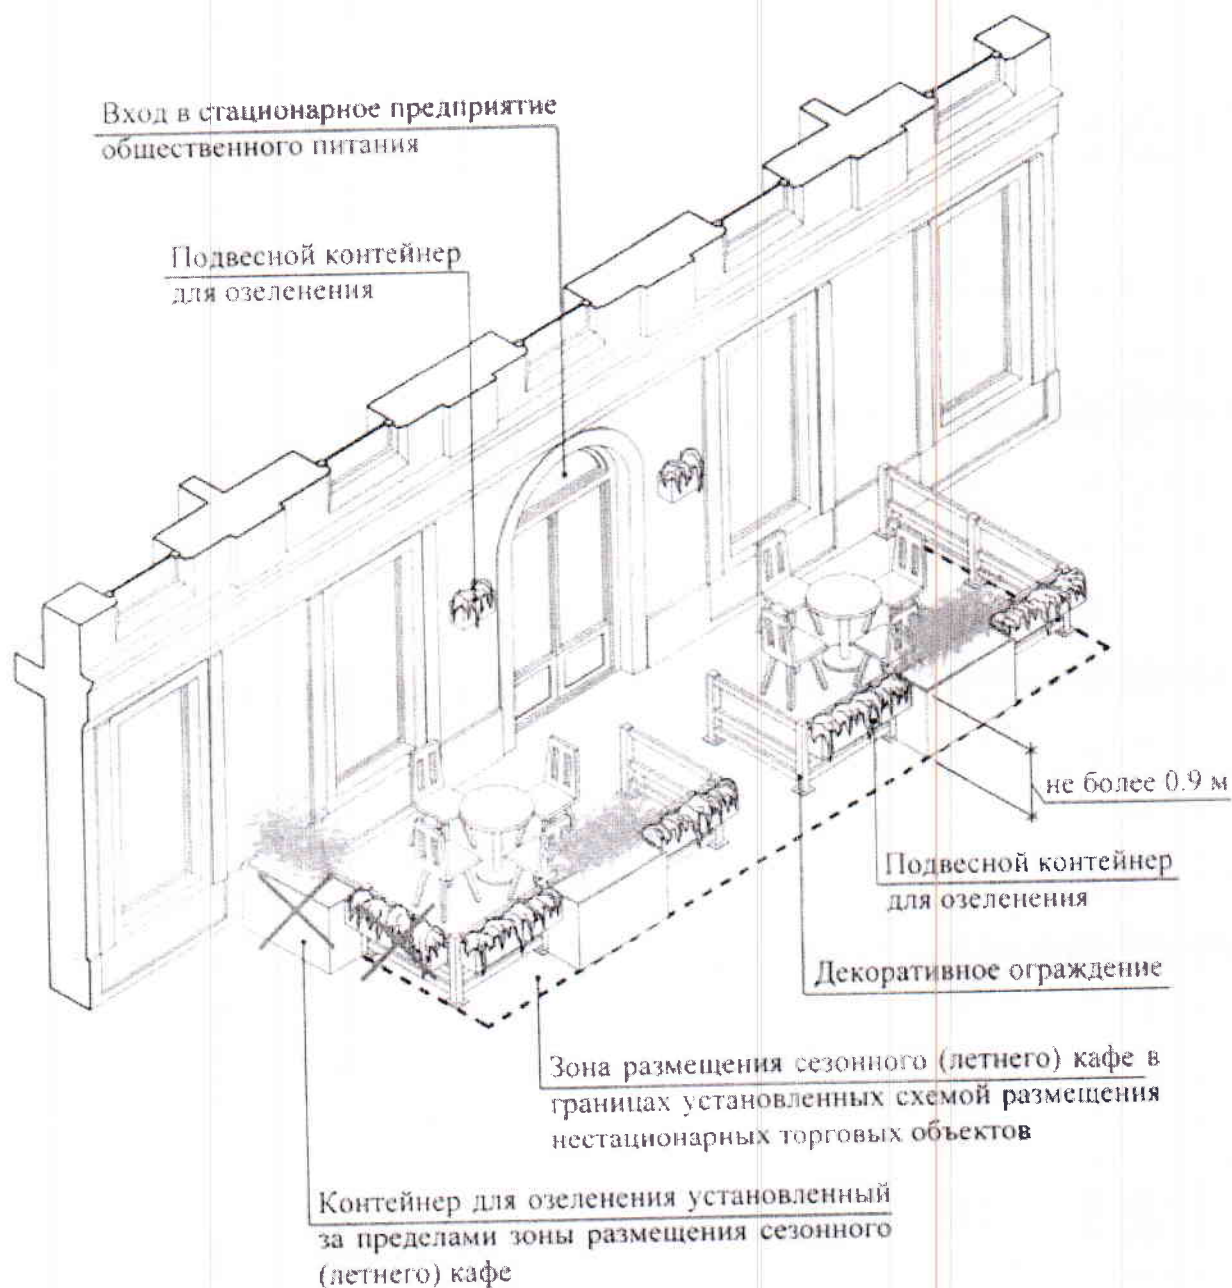 Вход в стационарное предприятие
общественного питания
Подвесной контейнер
для озеленения
не более 0.9 м
Подвесной контейнер
для озеленения
Декоративное ограждение
Зона размещения сезонного (летнего) кафе в
границах установленных схемой размещения
нестационарных торговых объектов
Контейнер для озеленения установленный
за пределами зоны размещения сезонного
(летнего) кафе